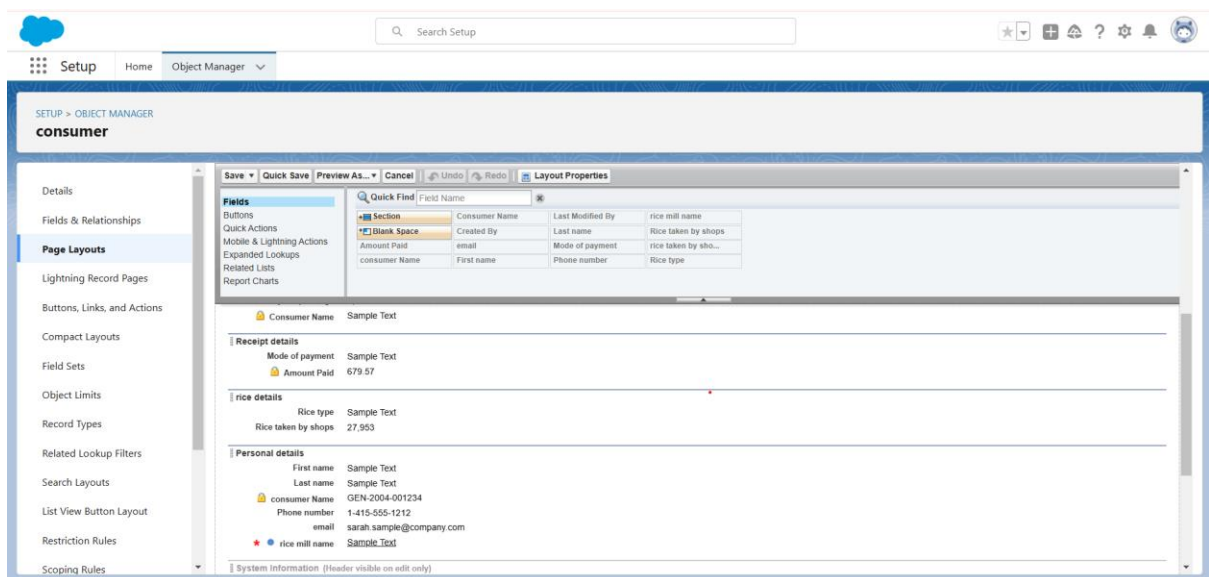 Search Setup
Setup Home Object Manager
SETUP > OBJECT MANAGER
consumer
Details
Fields & Relationships
Page Layouts
Lightning Record Pages
Buttons, Links, and Actions
Compact Layouts
Field Sets
Object Limits
Record Types
Related Lookup Filters
Search Layouts
List View Button Layout
Restriction Rules
Scoping Rules
Save Quick Save Preview As... Cancel Undo Redo Layout Properties
Fields
Buttons
Quick Actions
Mobile & Lightning Actions
Expanded Lookups
Related Lists
Report Charts
Quick Find Field Name
Section Consumer Name Last Modified By rice mill name
Blank Space Created By Last name Rice taken by shops
Amount Paid email Mode of payment rice taken by sho...
consumer Name First name Phone number Rice type
Consumer Name Sample Text
Receipt details
Mode of payment Sample Text
Amount Paid 679.57
rice details
Rice type Sample Text
Rice taken by shops 27,953
Personal details
First name Sample Text
Last name Sample Text
consumer Name GEN-2004-001234
Phone number 1-415-555-1212
email sarah.sample@company.com
* rice mill name Sample Text
System Information (Header visible on edit only)